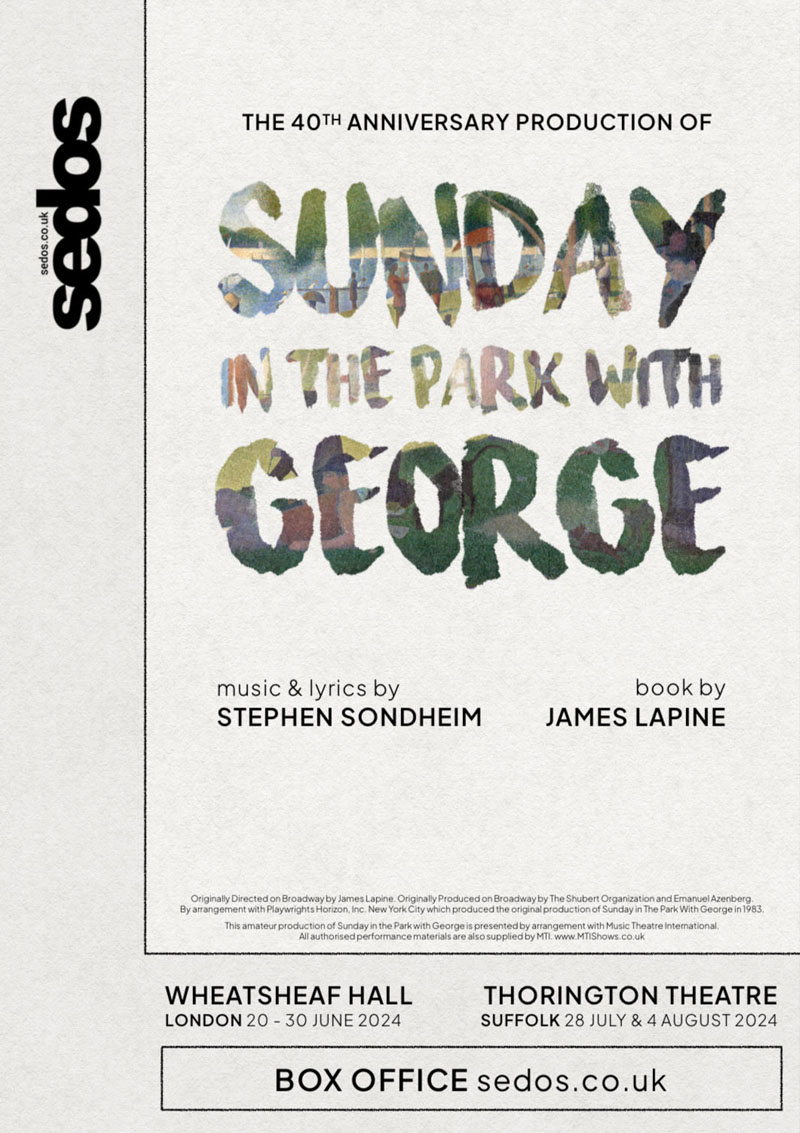 sedos
sedos.co.uk
THE 40TH ANNIVERSARY PRODUCTION OF
SUNDAY
IN THE PARK WITH
GEORGE
music & lyrics by
STEPHEN SONDHEIM
book by
JAMES LAPINE
Originally Directed on Broadway by James Lapine. Originally Produced on Broadway by The Shubert Organization and Emanuel Azenberg.
By arrangement with Playwrights Horizon, Inc. New York City which produced the original production of Sunday in The Park With George in 1983.
This amateur production of Sunday in the Park with George is presented by arrangement with Music Theatre International.
All authorised performance materials are also supplied by MTI. www.MTIShows.co.uk
WHEATSHEAF HALL
LONDON 20 - 30 JUNE 2024
THORINGTON THEATRE
SUFFOLK 28 JULY & 4 AUGUST 2024
BOX OFFICE sedos.co.uk